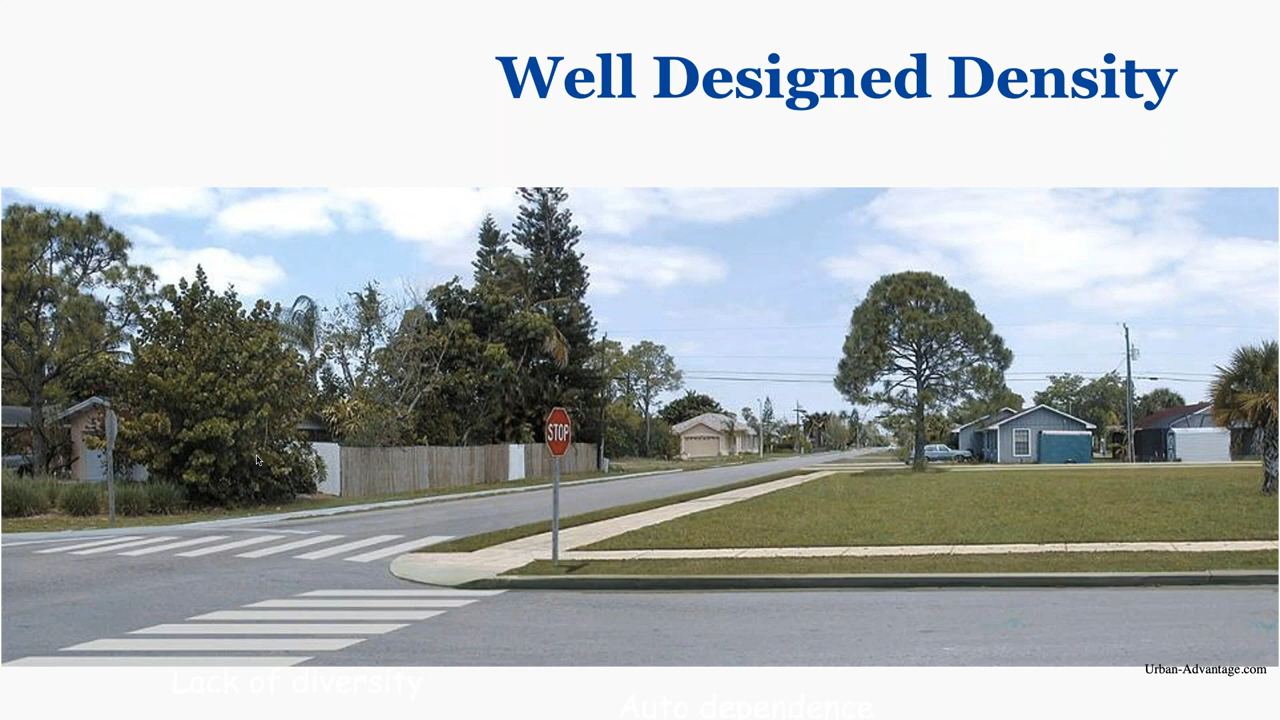 Well Designed Density
STOP
Urban-Advantage.com
Lack of diversity
Auto dependence